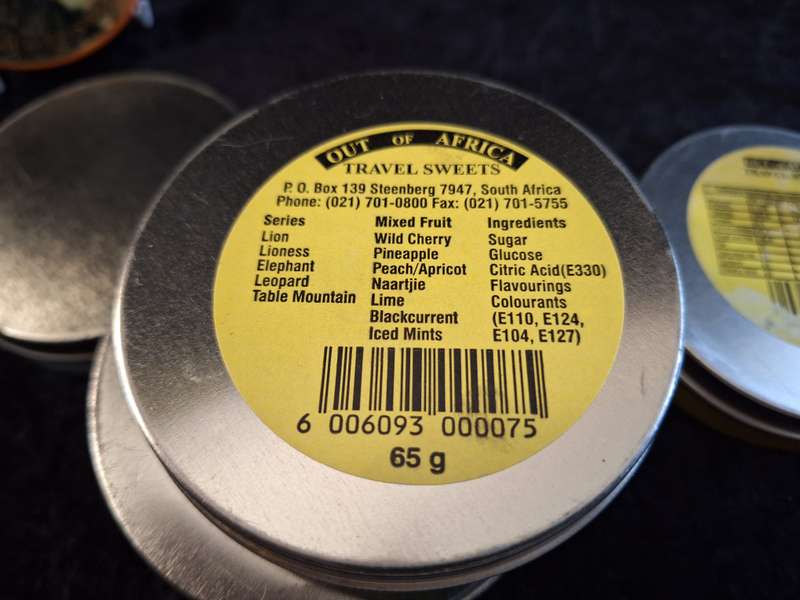 OUT OF AFRICA
TRAVEL SWEETS
P. O. Box 139 Steenberg 7947, South Africa
Phone: (021) 701-0800 Fax: (021) 701-5755
Series
Lion
Lioness
Elephant
Leopard
Table Mountain
Mixed Fruit
Wild Cherry
Pineapple
Peach/Apricot
Naartjie
Lime
Blackcurrent
Iced Mints
Ingredients
Sugar
Glucose
Citric Acid(E330)
Flavourings
Colourants
(E110, E124,
E104, E127)
6 006093 000075
65 g